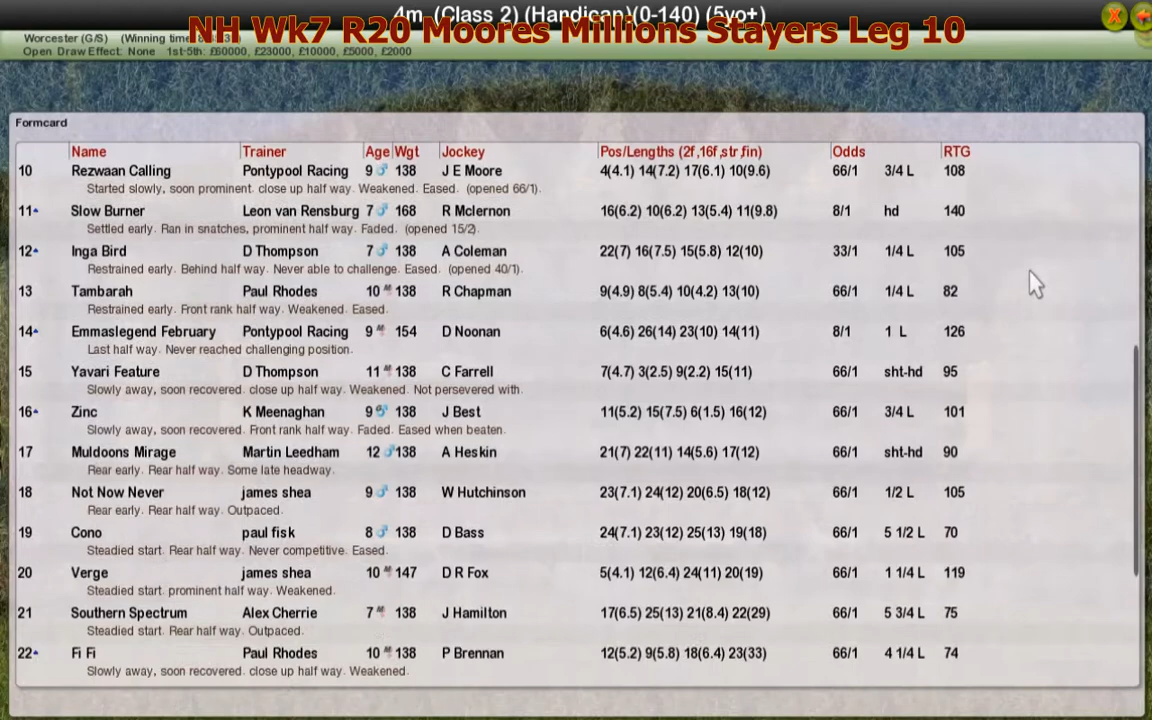 4m (Class 2) (Handicap)(0-140) (5yo+)
NH Wk7 R20 Moores Millions Stayers Leg 10
Worcester (G/S) (Winning time
Open Draw Effect: None 1st-5th: £60000, £23000, £10000, £5000, £2000
Formcard
Name Trainer Age Wgt Jockey Pos/Lengths (2f,16f,str,fin) Odds RTG
10 Rezwaan Calling Pontypool Racing 9 138 J E Moore 4(4.1) 14(7.2) 17(6.1) 10(9.6) 66/1 3/4 L 108
Started slowly, soon prominent. close up half way. Weakened. Eased. (opened 66/1).
11 Slow Burner Leon van Rensburg 7 168 R Mclernon 16(6.2) 10(6.2) 13(5.4) 11(9.8) 8/1 hd 140
Settled early. Ran in snatches, prominent half way. Faded. (opened 15/2).
12 Inga Bird D Thompson 7 138 A Coleman 22(7) 16(7.5) 15(5.8) 12(10) 33/1 1/4 L 105
Restrained early. Behind half way. Never able to challenge. Eased. (opened 40/1).
13 Tambarah Paul Rhodes 10 138 R Chapman 9(4.9) 8(5.4) 10(4.2) 13(10) 66/1 1/4 L 82
Restrained early. Front rank half way. Weakened. Eased.
14 Emmaslegend February Pontypool Racing 9 154 D Noonan 6(4.6) 26(14) 23(10) 14(11) 8/1 1 L 126
Last half way. Never reached challenging position.
15 Yavari Feature D Thompson 11 138 C Farrell 7(4.7) 3(2.5) 9(2.2) 15(11) 66/1 sht-hd 95
Slowly away, soon recovered. close up half way. Weakened. Not persevered with.
16 Zinc K Meenaghan 9 138 J Best 11(5.2) 15(7.5) 6(1.5) 16(12) 66/1 3/4 L 101
Slowly away, soon recovered. Front rank half way. Faded. Eased when beaten.
17 Muldoons Mirage Martin Leedham 12 138 A Heskin 21(7) 22(11) 14(5.6) 17(12) 66/1 sht-hd 90
Rear early. Rear half way. Some late headway.
18 Not Now Never james shea 9 138 W Hutchinson 23(7.1) 24(12) 20(6.5) 18(12) 66/1 1/2 L 105
Rear early. Rear half way. Outpaced.
19 Cono paul fisk 8 138 D Bass 24(7.1) 23(12) 25(13) 19(18) 66/1 5 1/2 L 70
Steadied start. Rear half way. Never competitive. Eased.
20 Verge james shea 10 147 D R Fox 5(4.1) 12(6.4) 24(11) 20(19) 66/1 1 1/4 L 119
Steadied start. prominent half way. Weakened.
21 Southern Spectrum Alex Cherrie 7 138 J Hamilton 17(6.5) 25(13) 21(8.4) 22(29) 66/1 5 3/4 L 75
Steadied start. Rear half way. Outpaced.
22 Fi Fi Paul Rhodes 10 138 P Brennan 12(5.2) 9(5.8) 18(6.4) 23(33) 66/1 4 1/4 L 74
Slowly away, soon recovered. close up half way. Weakened.